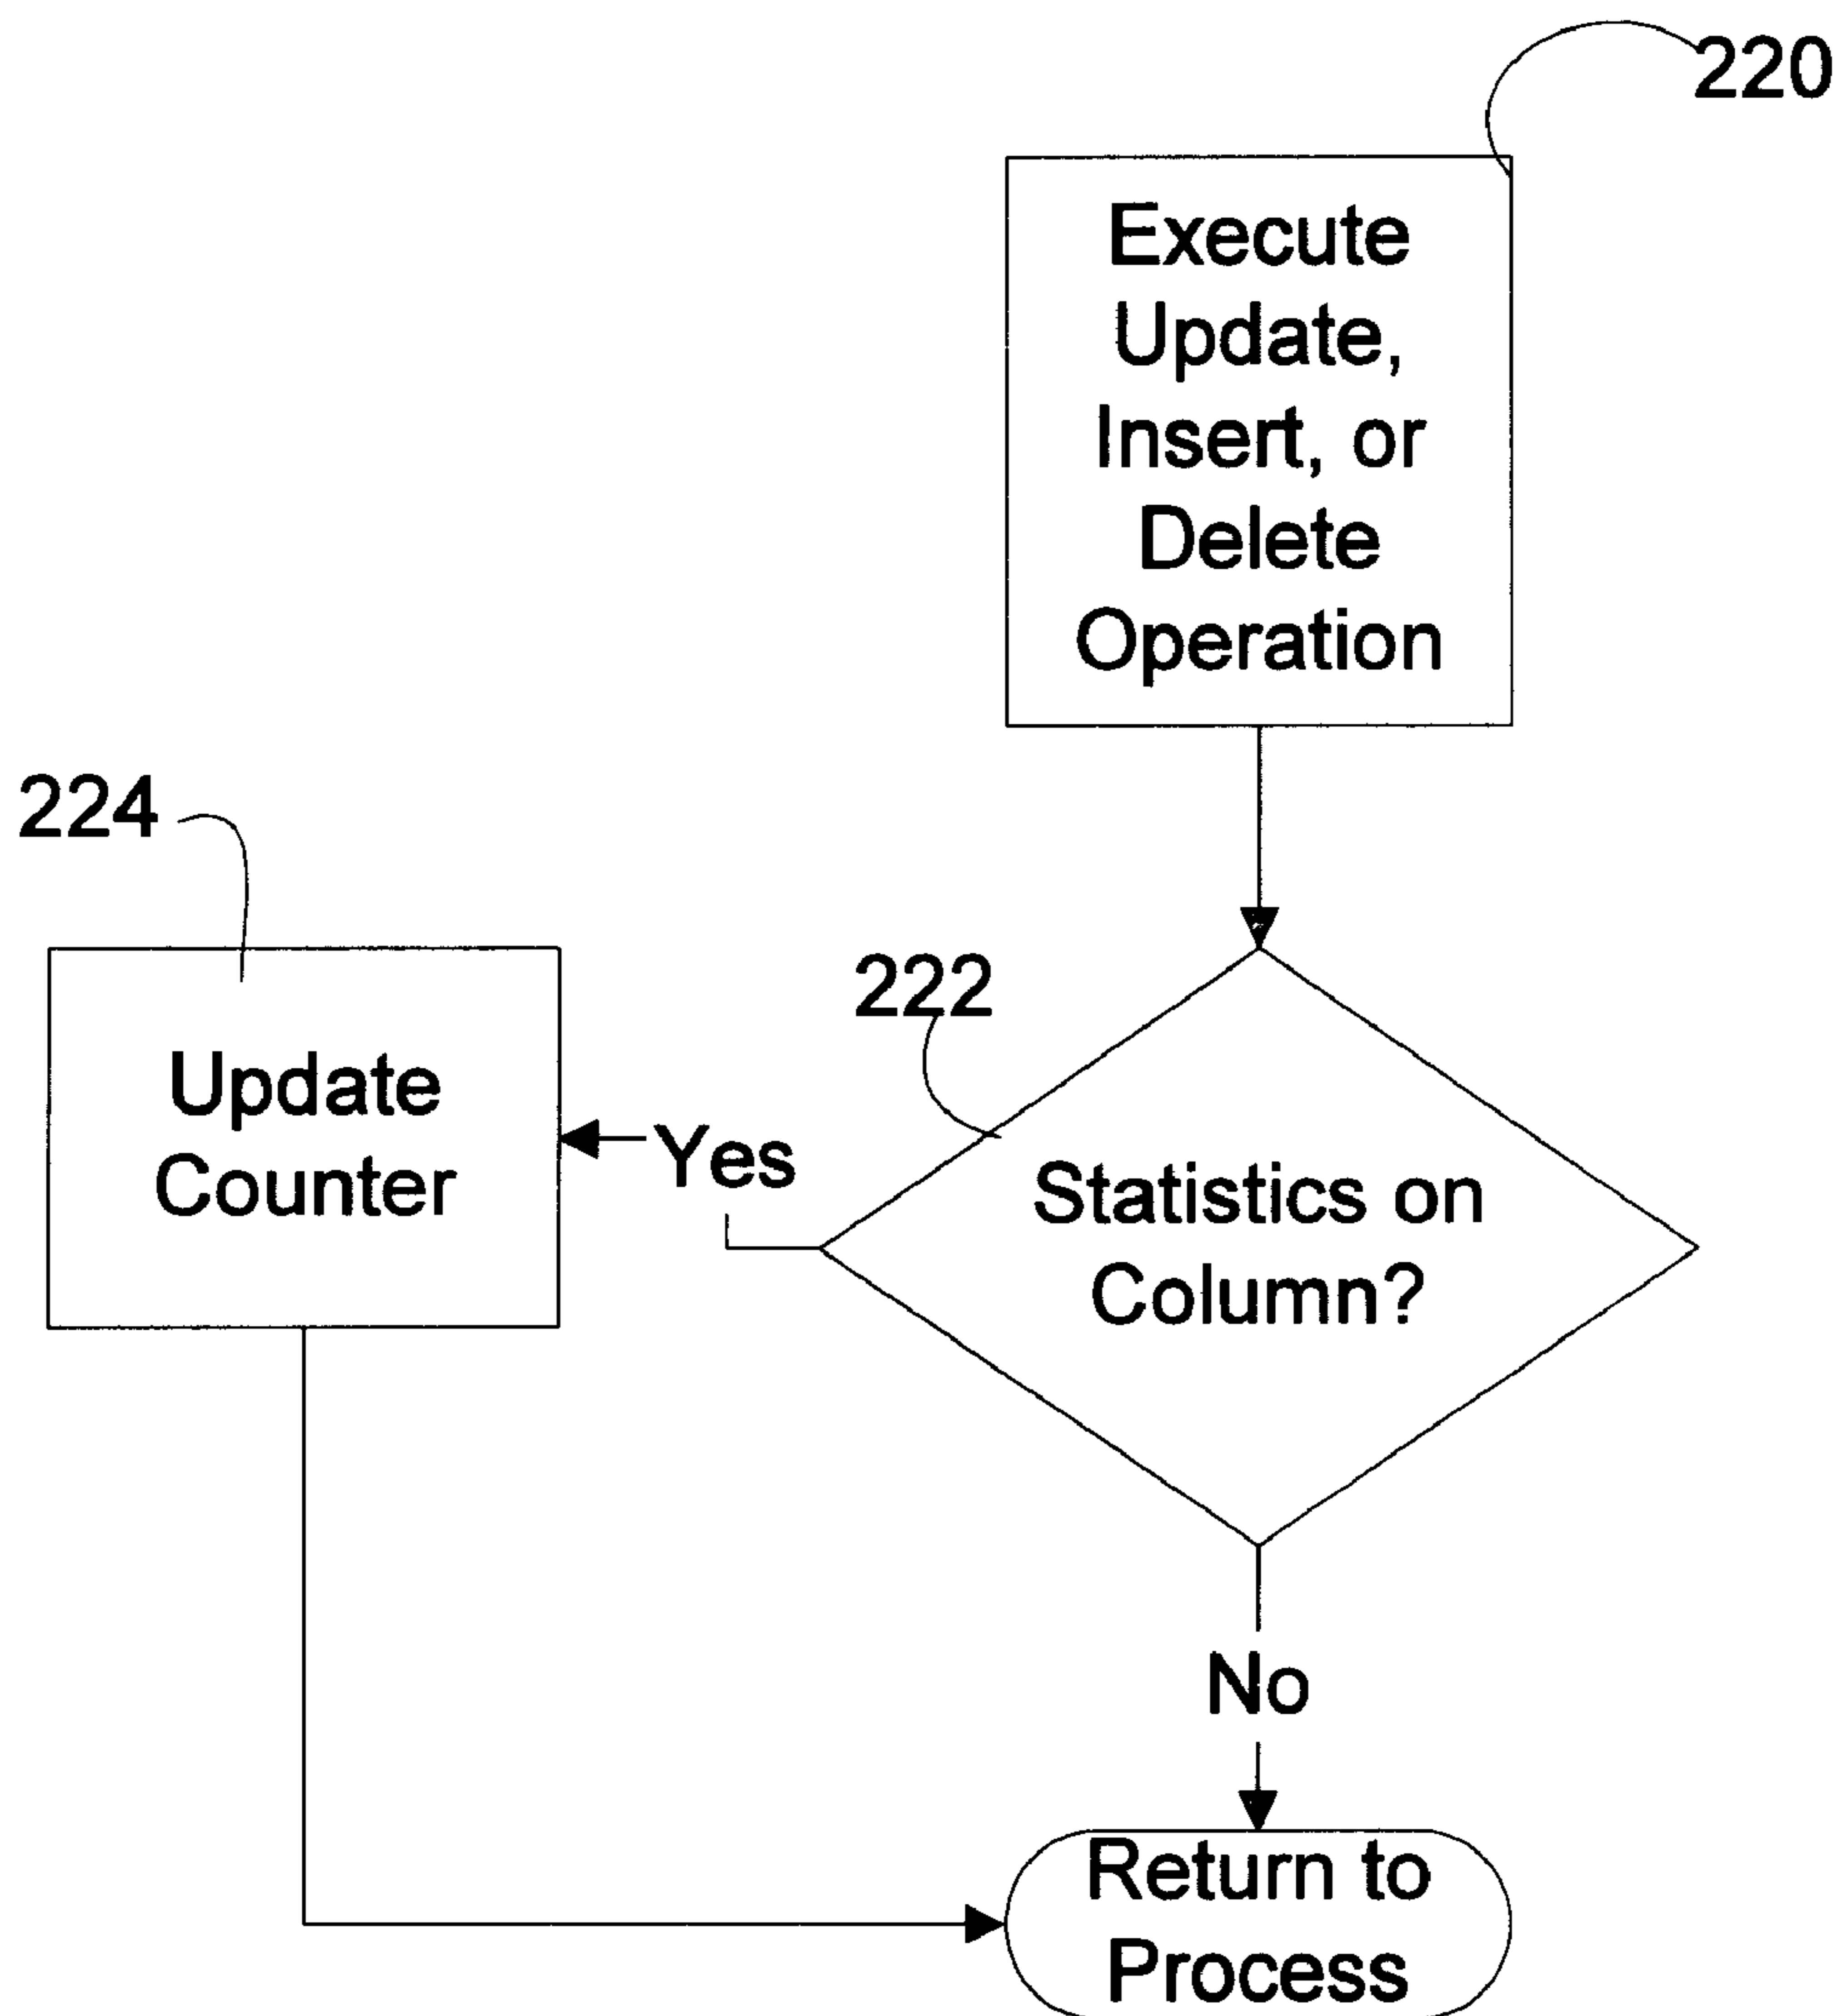 220
Execute
Update,
Insert, or
Delete
Operation
224
222
Update
Counter
Yes
Statistics on
Column?
No
Return to
Process